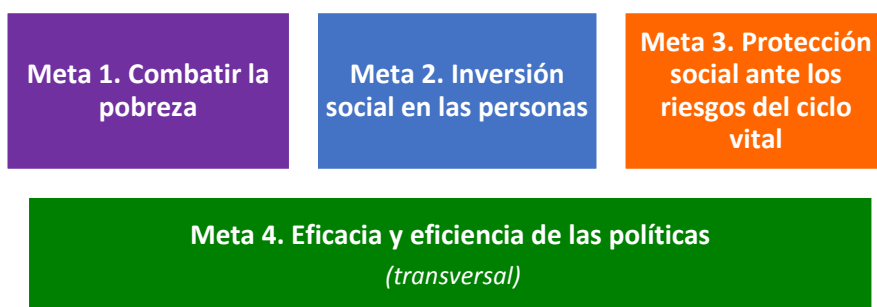 Meta 1. Combatir la
pobreza
Meta 2. Inversión
social en las personas
Meta 3. Protección
social ante los
riesgos del ciclo
vital
Meta 4. Eficacia y eficiencia de las políticas
(transversal)